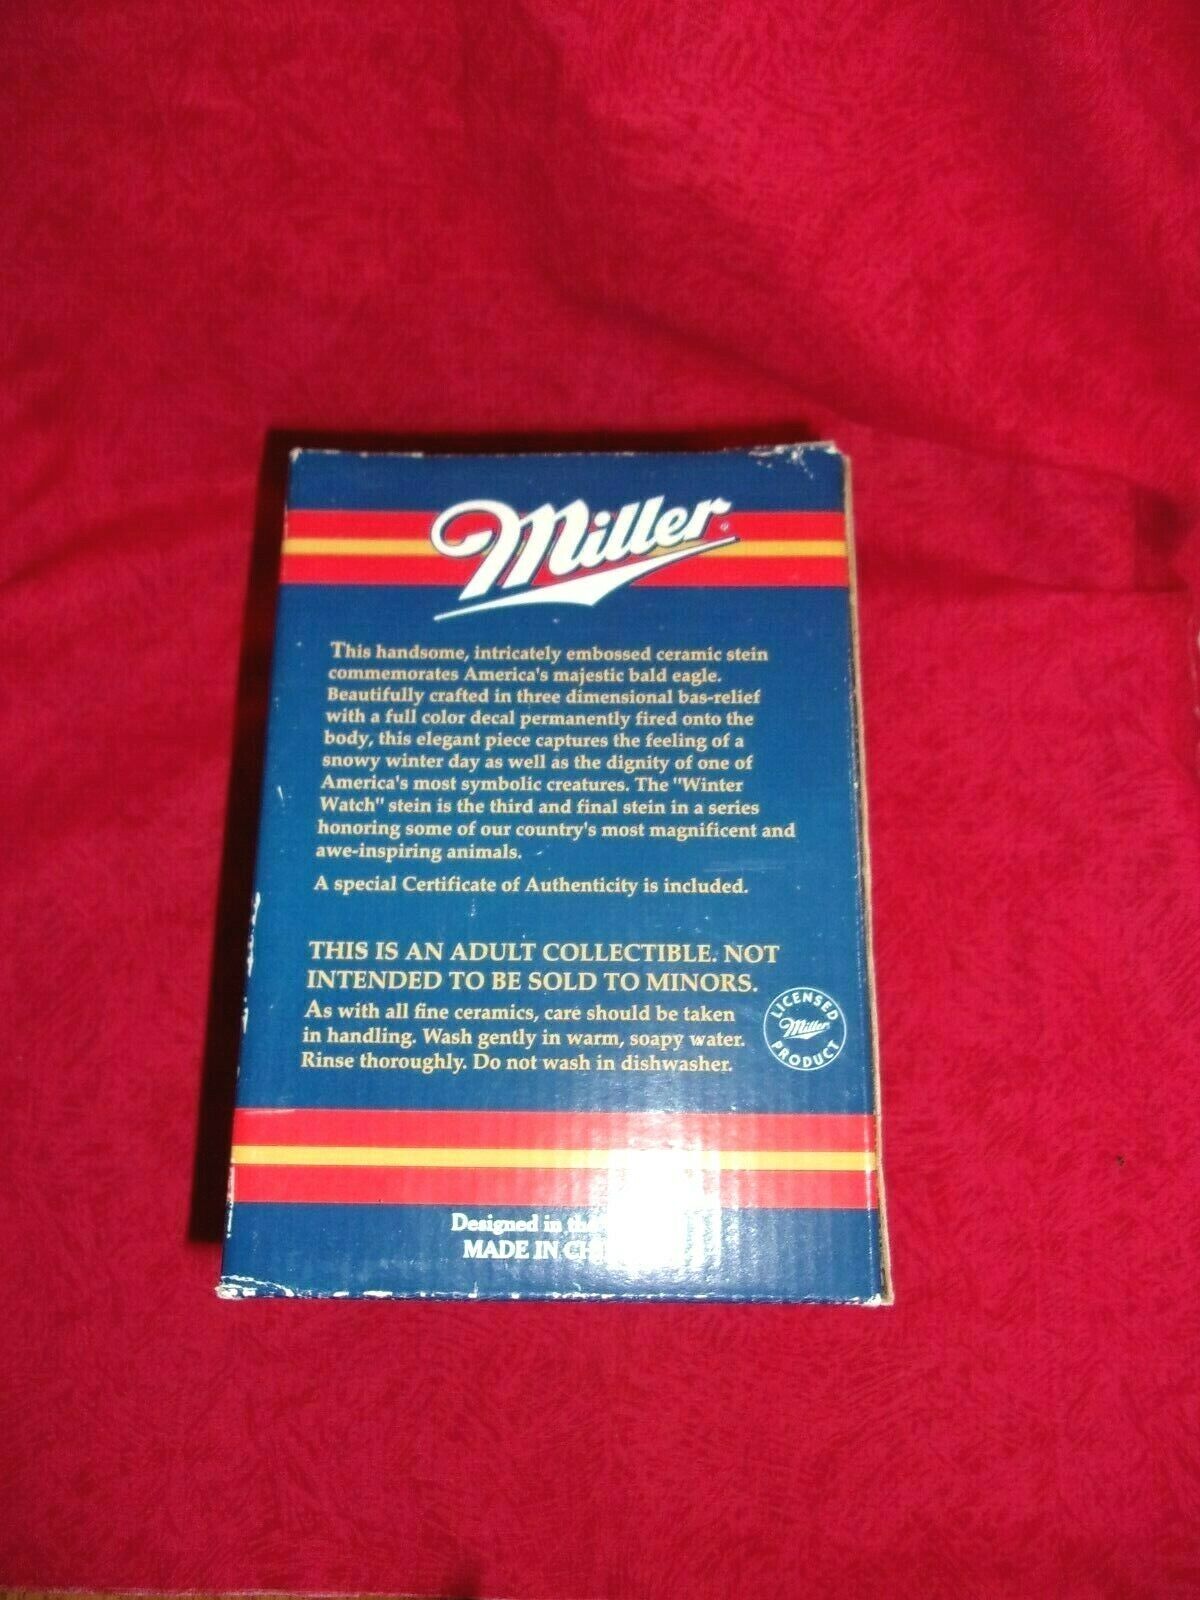 Miller
This handsome, intricately embossed ceramic stein
commemorates America's majestic bald eagle.
Beautifully crafted in three dimensional bas-relief
with a full color decal permanently fired onto the
body, this elegant piece captures the feeling of a
snowy winter day as well as the dignity of one of
America's most symbolic creatures. The "Winter
Watch" stein is the third and final stein in a series
honoring some of our country's most magnificent and
awe-inspiring animals.
A special Certificate of Authenticity is included.
THIS IS AN ADULT COLLECTIBLE. NOT
INTENDED TO BE SOLD TO MINORS.
As with all fine ceramics, care should be taken
in handling. Wash gently in warm, soapy water.
Rinse thoroughly. Do not wash in dishwasher.
LICENSED
Miller
PRODUCT
Designed in the
MADE IN